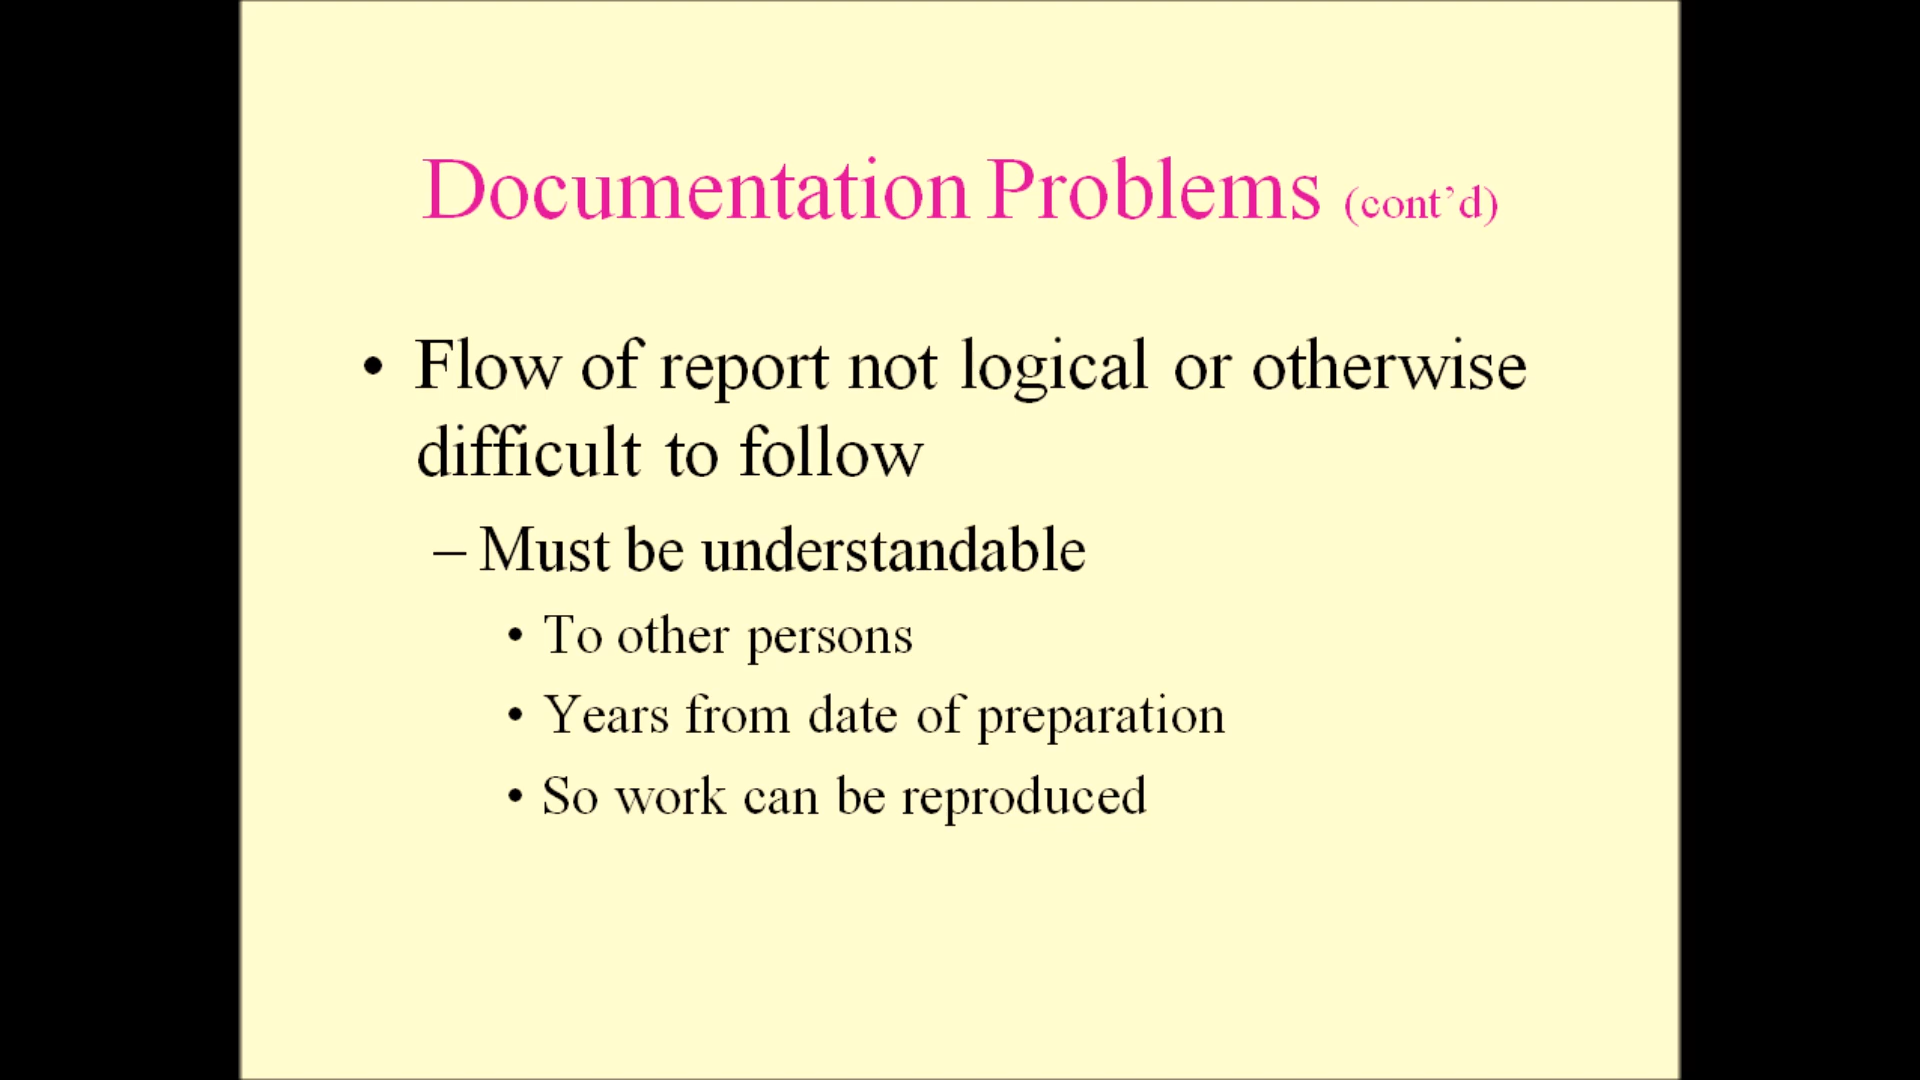 Documentation Problems (cont’d)
• Flow of report not logical or otherwise
difficult to follow
– Must be understandable
• To other persons
• Years from date of preparation
• So work can be reproduced